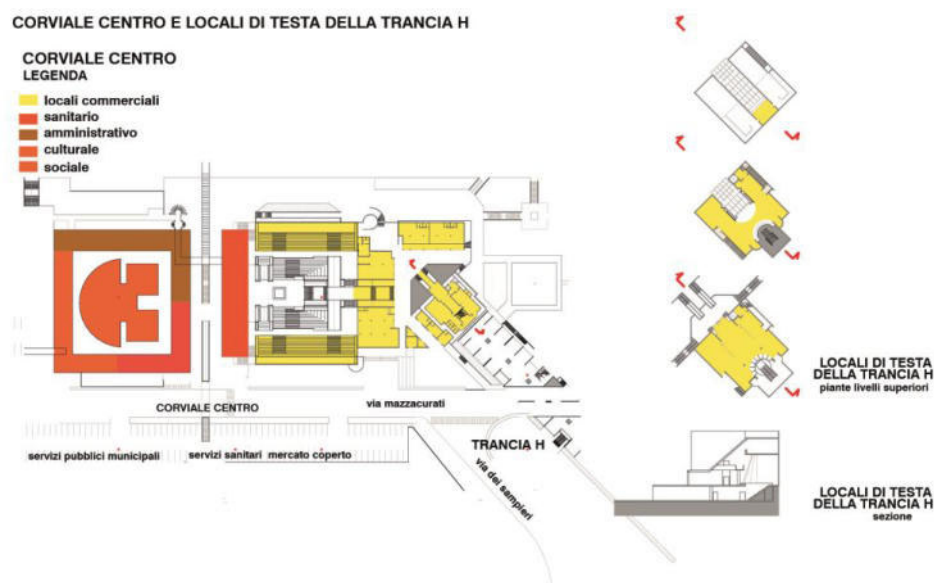 CORVIALE CENTRO E LOCALI DI TESTA DELLA TRANCIA H
CORVIALE CENTRO
LEGENDA
locali commerciali
sanitario
amministrativo
culturale
sociale
CORVIALE CENTRO
via mazzacurati
servizi pubblici municipali
servizi sanitari mercato coperto
TRANCIA H
via dei sampieri
LOCALI DI TESTA
DELLA TRANCIA H
piante livelli superiori
LOCALI DI TESTA
DELLA TRANCIA H
sezione